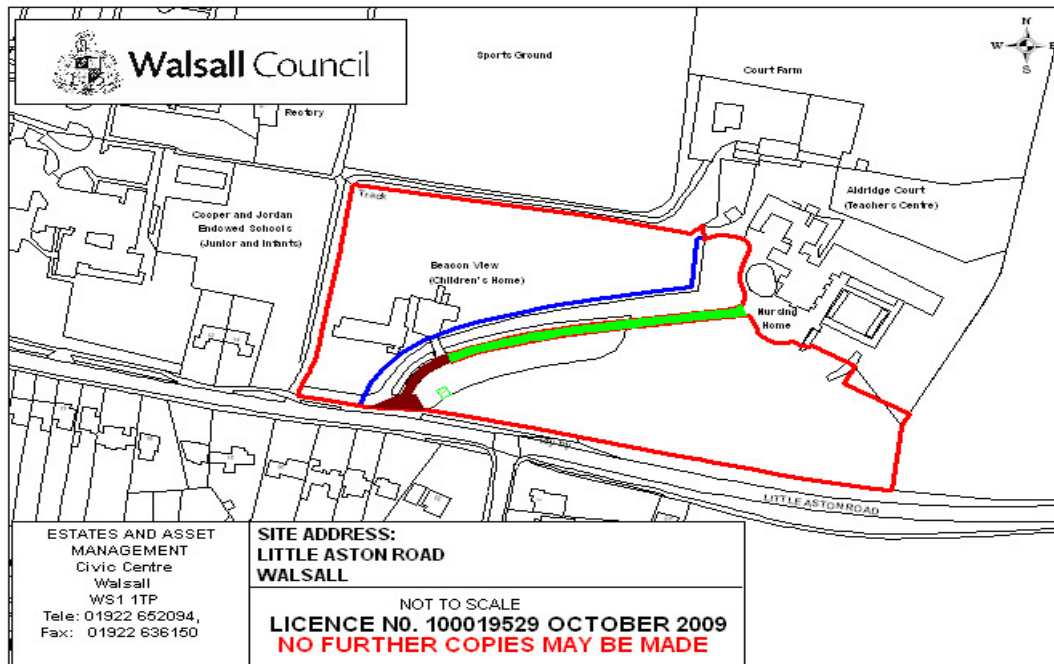 Walsall Council
Sports Ground
N
W
E
S
Court Farm
Rectory
Track
Aldridge Court
(Teachers Centre)
Cooper and Jordan
Endowed Schools
(Junior and Infants)
Beacon View
(Children's Home)
Nursing
Home
LITTLE ASTON ROAD
ESTATES AND ASSET
MANAGEMENT
Civic Centre
Walsall
WS1 1TP
Tele: 01922 652094,
Fax: 01922 636150
SITE ADDRESS:
LITTLE ASTON ROAD
WALSALL
NOT TO SCALE
LICENCE N0. 100019529 OCTOBER 2009
NO FURTHER COPIES MAY BE MADE